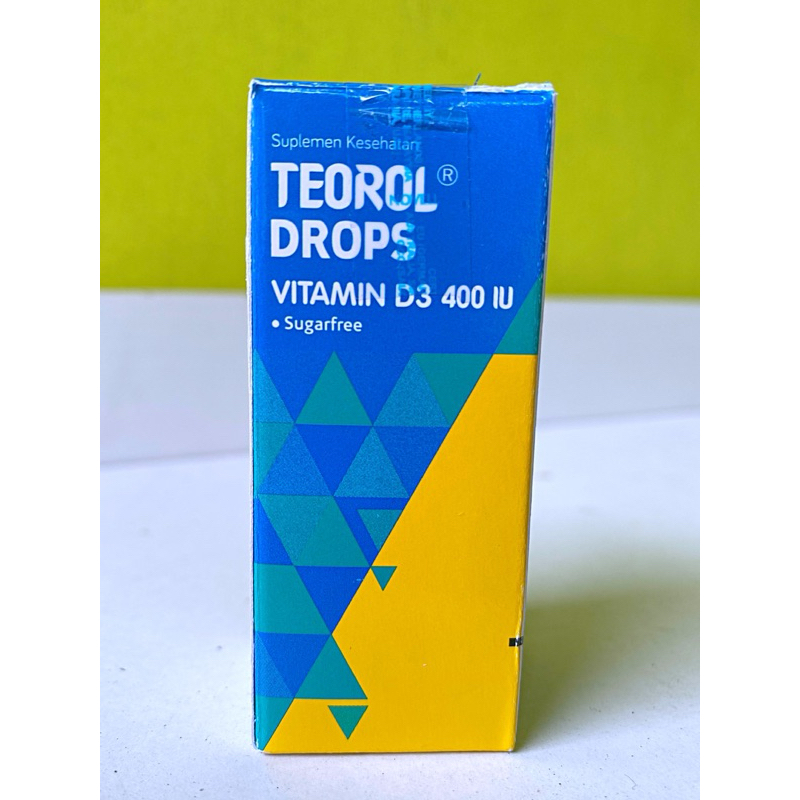 Suplemen Kesehatan
TEOROL®
DROPS
VITAMIN D3 400 IU
• Sugarfree